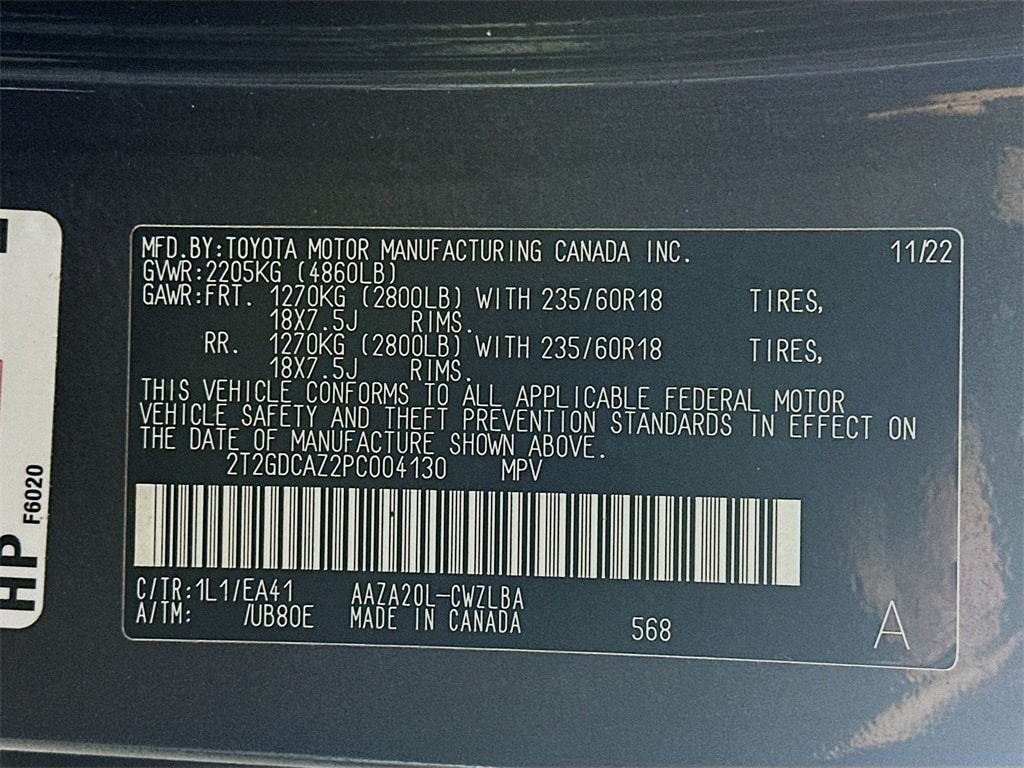 MFD.BY:TOYOTA MOTOR MANUFACTURING CANADA INC. 11/22
GVWR:2205KG (4860LB)
GAWR:FRT. 1270KG (2800LB) WITH 235/60R18 TIRES,
18X7.5J RIMS.
RR. 1270KG (2800LB) WITH 235/60R18 TIRES,
18X7.5J RIMS.
THIS VEHICLE CONFORMS TO ALL APPLICABLE FEDERAL MOTOR
VEHICLE SAFETY AND THEFT PREVENTION STANDARDS IN EFFECT ON
THE DATE OF MANUFACTURE SHOWN ABOVE.
2T2GDCAZ2PC004130 MPV
C/TR:1L1/EA41 AAZA20L-CWZLBA
A/TM: /UB80E MADE IN CANADA 568 A
HP F6020